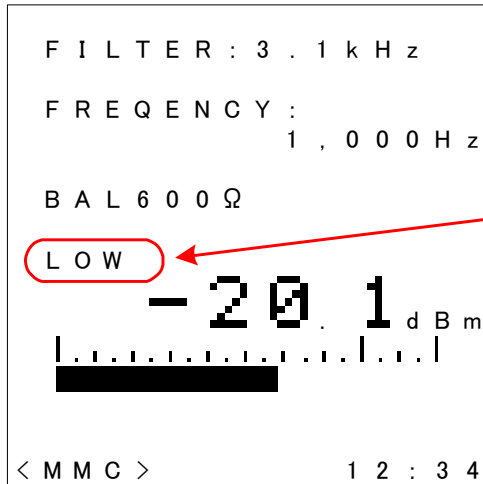 FILTER:3.1kHz
FREQENCY:
1,000Hz
BAL600Ω
LOW
-20.1dBm
<MMC> 12:34